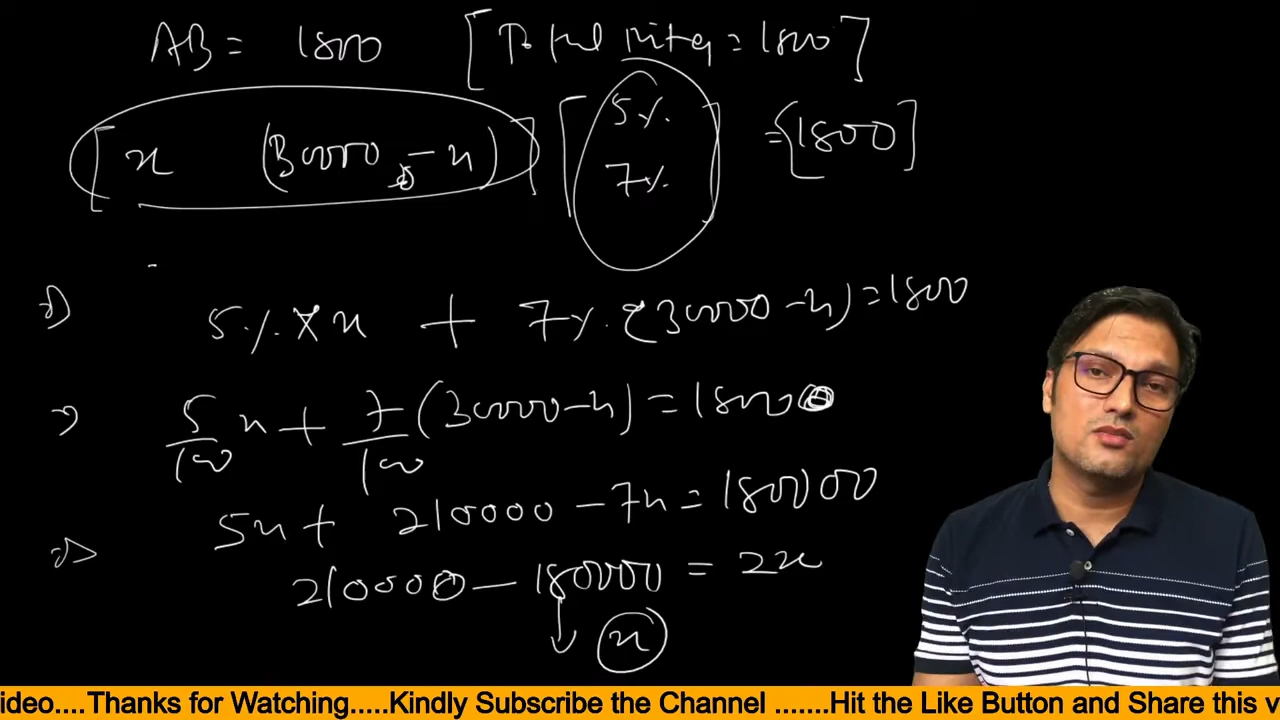 AB = 1800 [Total inter = 1800]
[x (30000 - x)] [5% 7%] = [1800]
⇒ 5% × x + 7% (30000 - x) = 1800
⇒ 5/100 x + 7/100 (30000 - x) = 1800
5x + 210000 - 7x = 180000
⇒ 210000 - 180000 = 2x
↓ x
ideo....Thanks for Watching.....Kindly Subscribe the Channel .......Hit the Like Button and Share this v